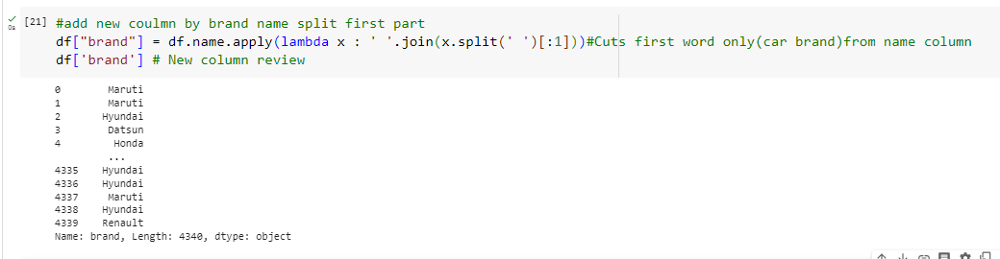 [21] #add new coulmn by brand name split first part
df["brand"] = df.name.apply(lambda x : ' '.join(x.split(' ')[:1]))#Cuts first word only(car brand)from name column
df['brand'] # New column review
0s
0 Maruti
1 Maruti
2 Hyundai
3 Datsun
4 Honda
...
4335 Hyundai
4336 Hyundai
4337 Maruti
4338 Hyundai
4339 Renault
Name: brand, Length: 4340, dtype: object